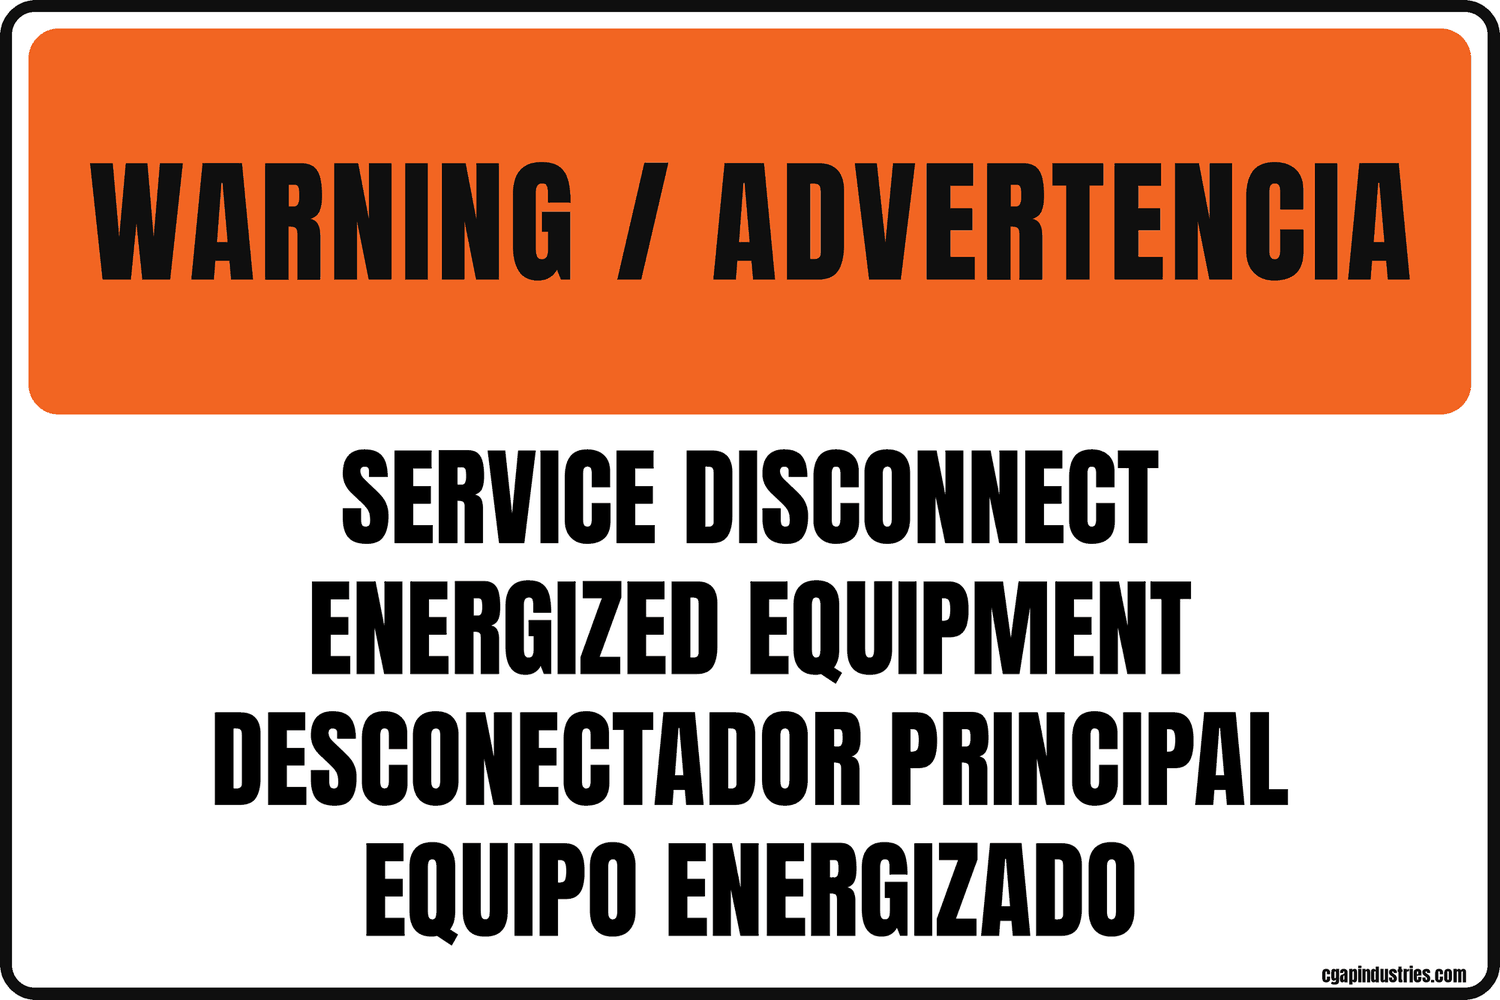 WARNING / ADVERTENCIA
SERVICE DISCONNECT
ENERGIZED EQUIPMENT
DESCONECTADOR PRINCIPAL
EQUIPO ENERGIZADO
cgapindustries.com